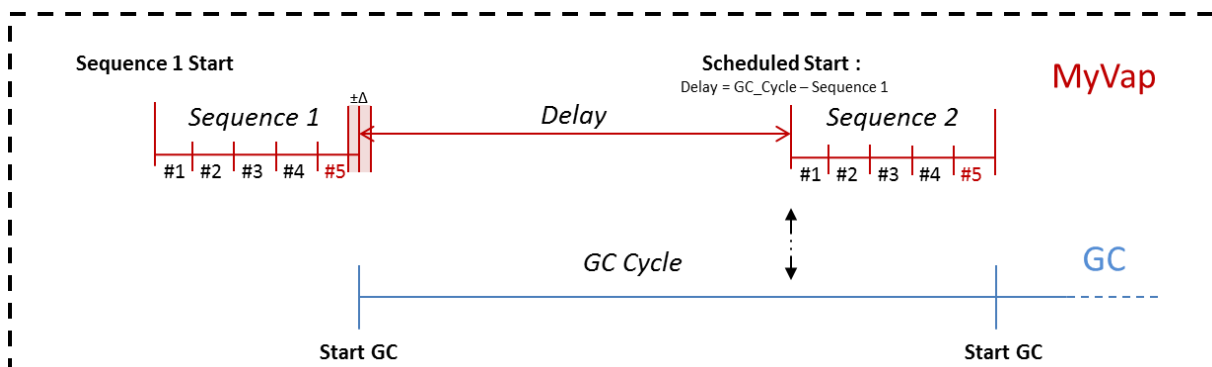 Sequence 1 Start
Scheduled Start :
Delay = GC_Cycle – Sequence 1
MyVap
±Δ
Sequence 1
Delay
Sequence 2
#1 #2 #3 #4 #5
#1 #2 #3 #4 #5
GC Cycle
GC
Start GC
Start GC